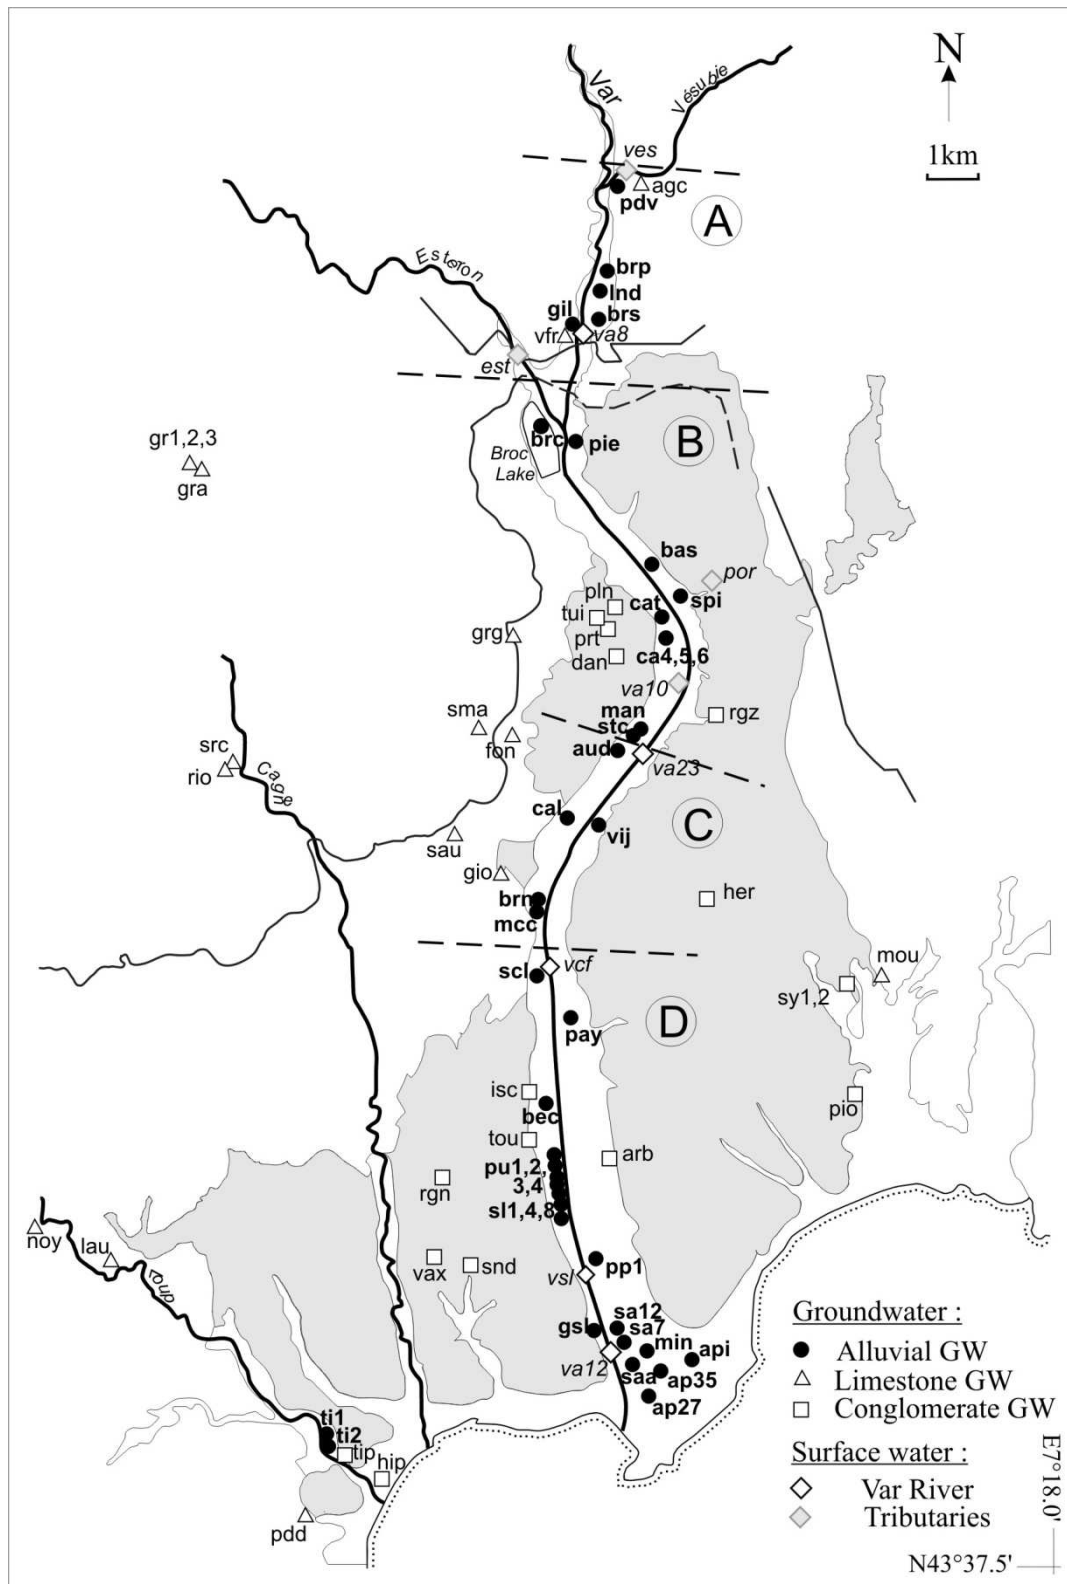 N
1km
Var
Vésubie
ves
agc
pdv
A
Esteron
brp
lnd
brs
gil
vfr
va8
est
B
brc
pie
Broc
Lake
gr1,2,3
gra
bas
por
pln
cat
spi
tui
prt
grg
dan
ca4,5,6
va10
man
rgz
sma
stc
fon
aud
va23
src
rio
Cagne
cal
vij
C
sau
gio
her
brn
mcc
scl
vcf
mou
sy1,2
D
pay
isc
bec
pio
tou
arb
pu1,2,
3,4
rgn
sl1,4,8
noy
lau
Loup
vax
snd
pp1
vsl
sa12
sa7
gsl
min
api
va12
saa
ap35
ap27
ti1
ti2
tip
hip
pdd
Groundwater :
Alluvial GW
Limestone GW
Conglomerate GW
Surface water :
Var River
Tributaries
E7°18.0'
N43°37.5'